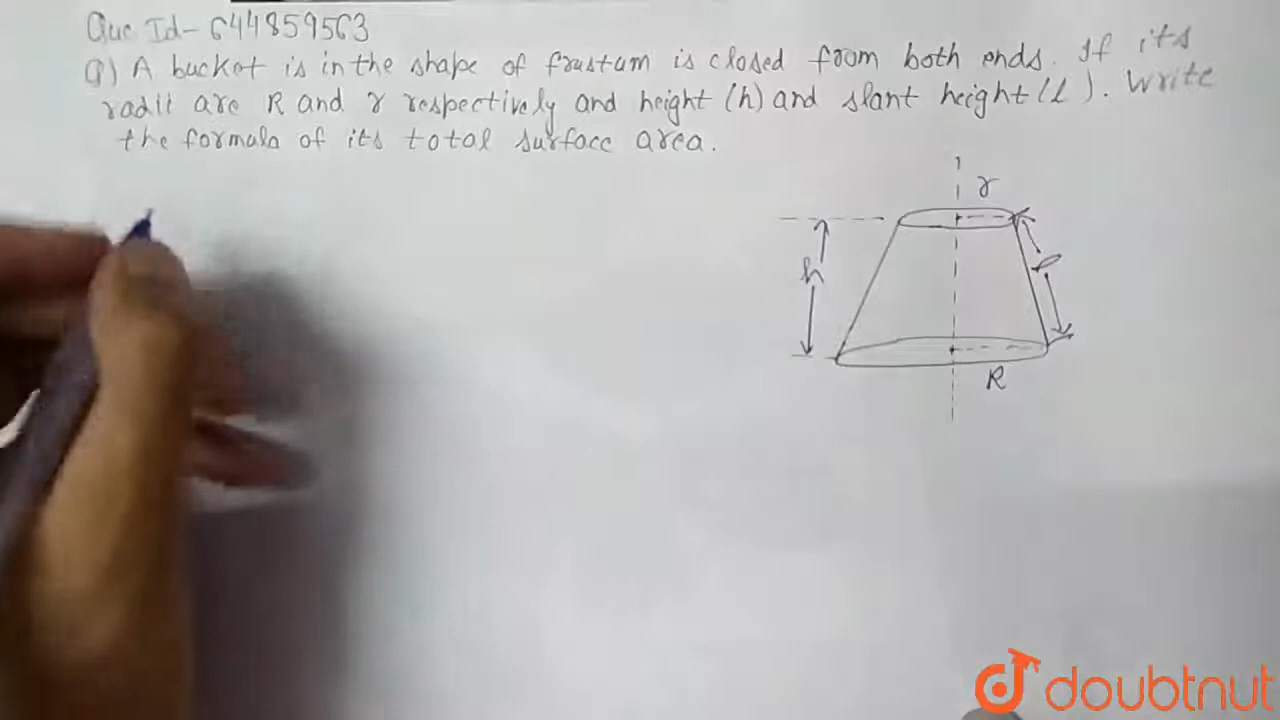 Que Id- 644859563
Q) A bucket is in the shape of frustum is closed from both ends. If its
radii are R and r respectively and height (h) and slant height (l). Write
the formula of its total surface area.
r
h
l
R
doubtnut